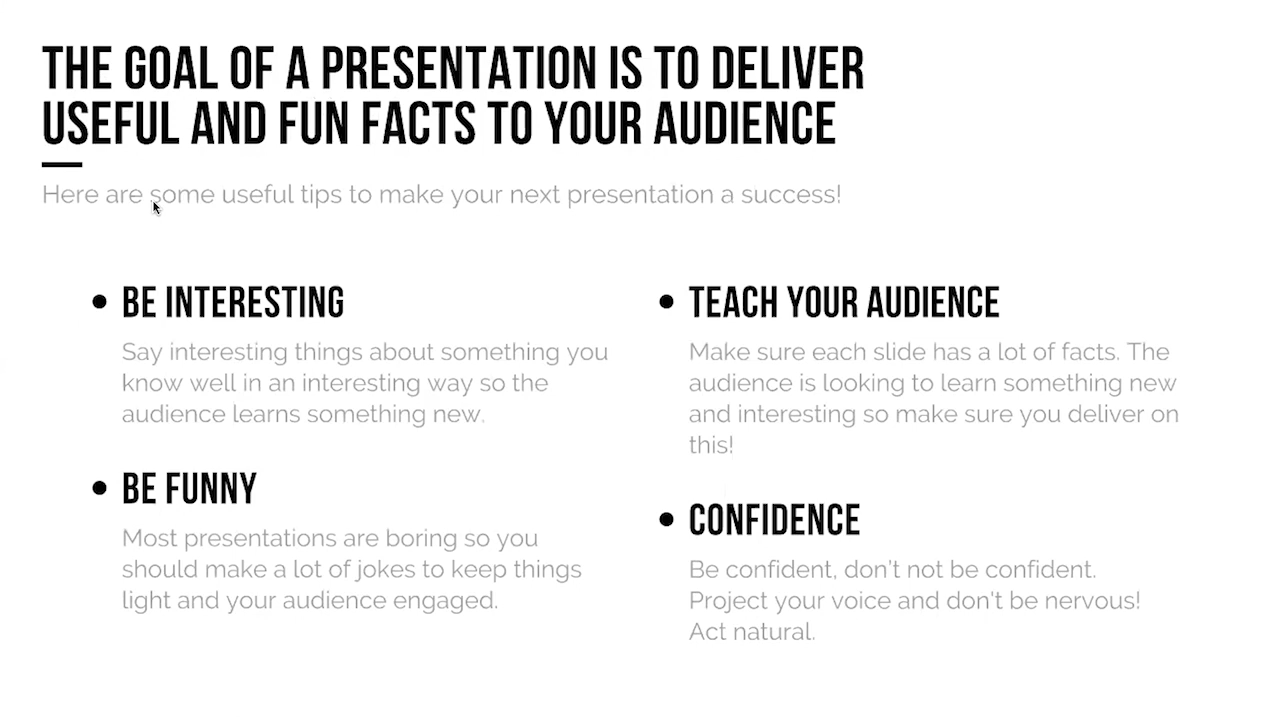 THE GOAL OF A PRESENTATION IS TO DELIVER
USEFUL AND FUN FACTS TO YOUR AUDIENCE
Here are some useful tips to make your next presentation a success!
• BE INTERESTING
Say interesting things about something you
know well in an interesting way so the
audience learns something new.
• BE FUNNY
Most presentations are boring so you
should make a lot of jokes to keep things
light and your audience engaged.
• TEACH YOUR AUDIENCE
Make sure each slide has a lot of facts. The
audience is looking to learn something new
and interesting so make sure you deliver on
this!
• CONFIDENCE
Be confident, don't not be confident.
Project your voice and don't be nervous!
Act natural.